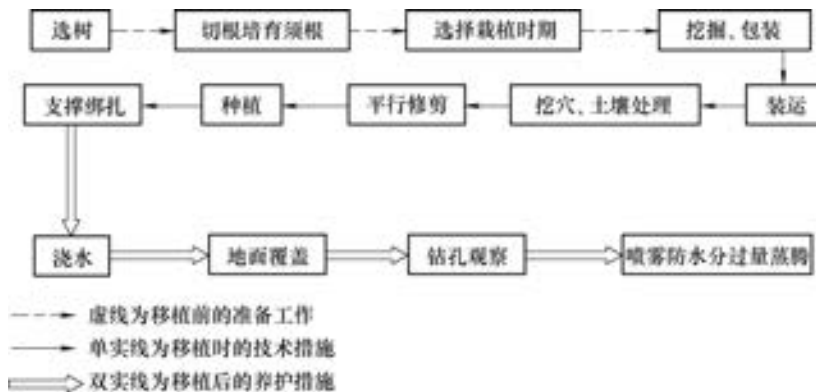 选树
切根培育须根
选择栽植时期
挖掘、包装
装运
挖穴、土壤处理
平行修剪
种植
支撑绑扎
浇水
地面覆盖
钻孔观察
喷雾防水分过量蒸腾
虚线为移植前的准备工作
单实线为移植时的技术措施
双实线为移植后的养护措施